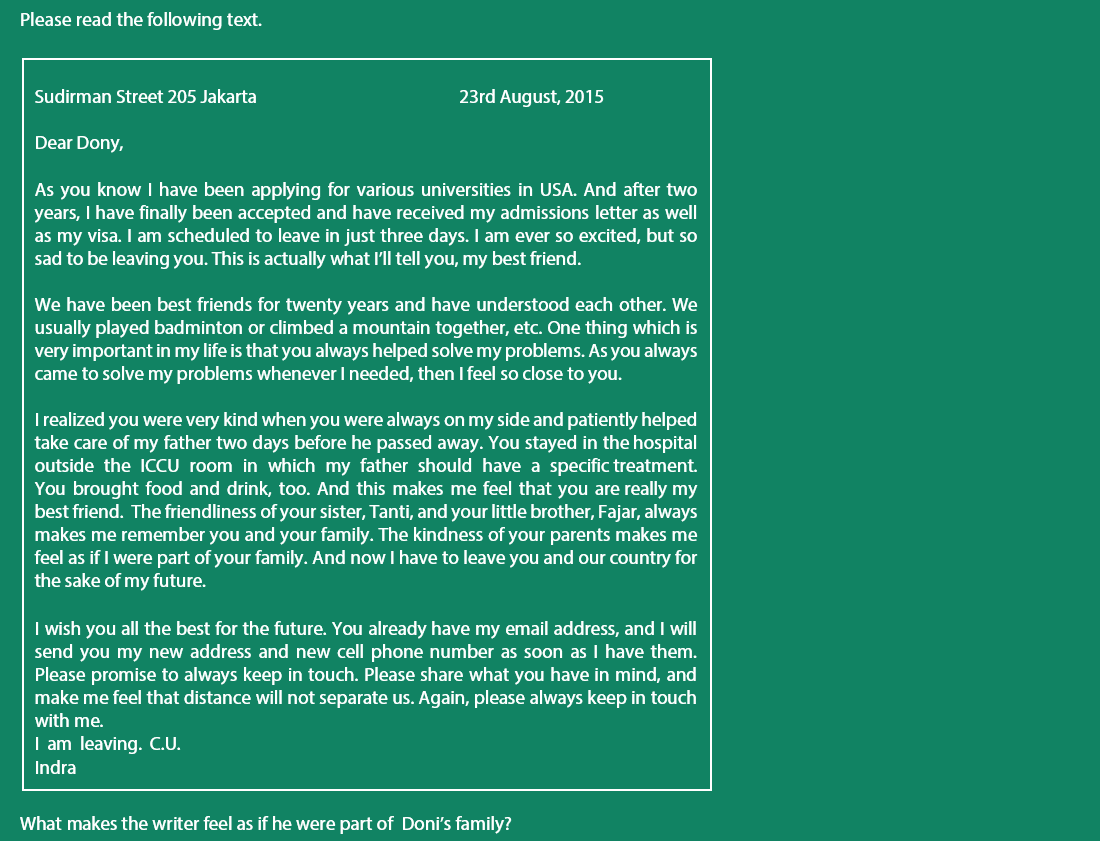 Please read the following text.
Sudirman Street 205 Jakarta 23rd August, 2015
Dear Dony,
As you know I have been applying for various universities in USA. And after two
years, I have finally been accepted and have received my admissions letter as well
as my visa. I am scheduled to leave in just three days. I am ever so excited, but so
sad to be leaving you. This is actually what I'll tell you, my best friend.
We have been best friends for twenty years and have understood each other. We
usually played badminton or climbed a mountain together, etc. One thing which is
very important in my life is that you always helped solve my problems. As you always
came to solve my problems whenever I needed, then I feel so close to you.
I realized you were very kind when you were always on my side and patiently helped
take care of my father two days before he passed away. You stayed in the hospital
outside the ICCU room in which my father should have a specific treatment.
You brought food and drink, too. And this makes me feel that you are really my
best friend. The friendliness of your sister, Tanti, and your little brother, Fajar, always
makes me remember you and your family. The kindness of your parents makes me
feel as if I were part of your family. And now I have to leave you and our country for
the sake of my future.
I wish you all the best for the future. You already have my email address, and I will
send you my new address and new cell phone number as soon as I have them.
Please promise to always keep in touch. Please share what you have in mind, and
make me feel that distance will not separate us. Again, please always keep in touch
with me.
I am leaving. C.U.
Indra
What makes the writer feel as if he were part of Doni's family?